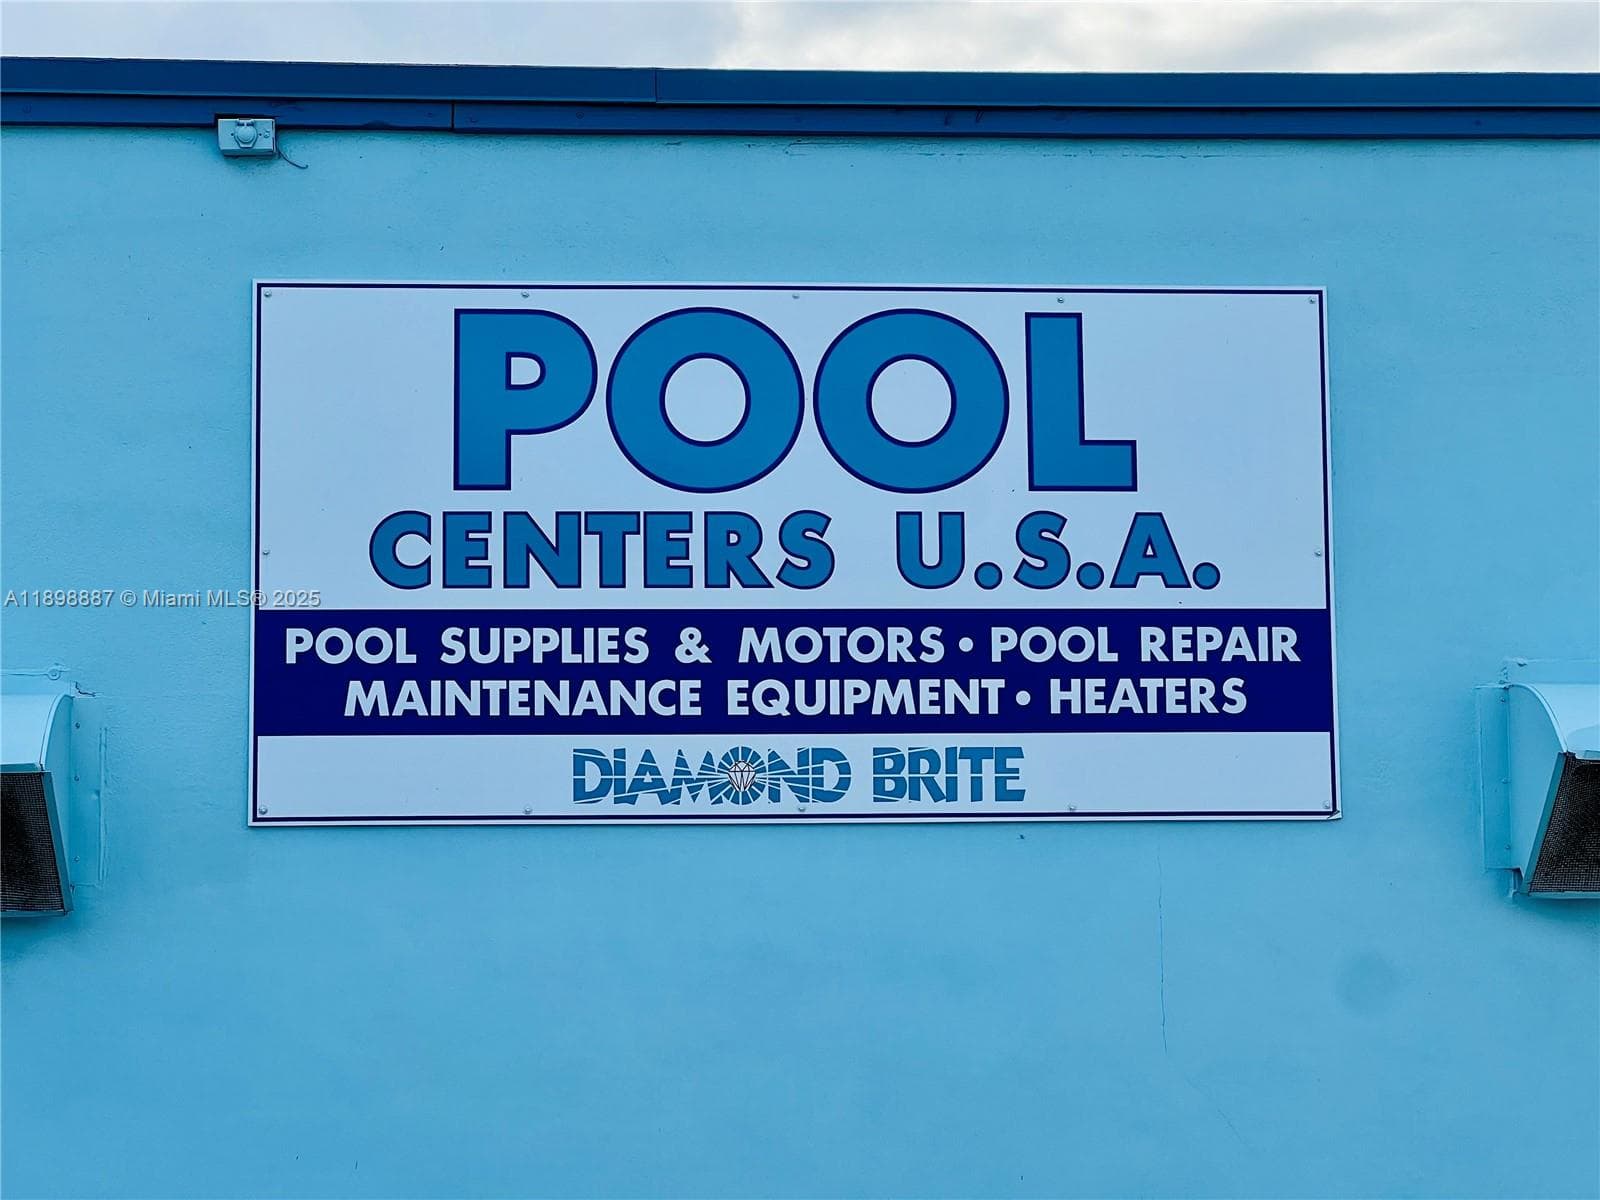 POOL
CENTERS U.S.A.
A11898887 © Miami MLS® 2025
POOL SUPPLIES & MOTORS • POOL REPAIR
MAINTENANCE EQUIPMENT • HEATERS
DIAMOND BRITE